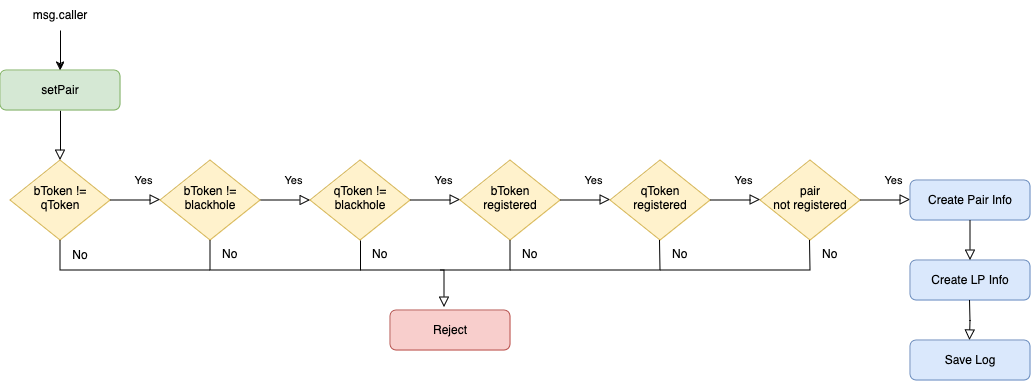 msg.caller
setPair
bToken !=
qToken
Yes
bToken !=
blackhole
Yes
qToken !=
blackhole
Yes
bToken
registered
Yes
qToken
registered
Yes
pair
not registered
Yes
Create Pair Info
No
No
No
No
No
No
Create LP Info
Reject
Save Log